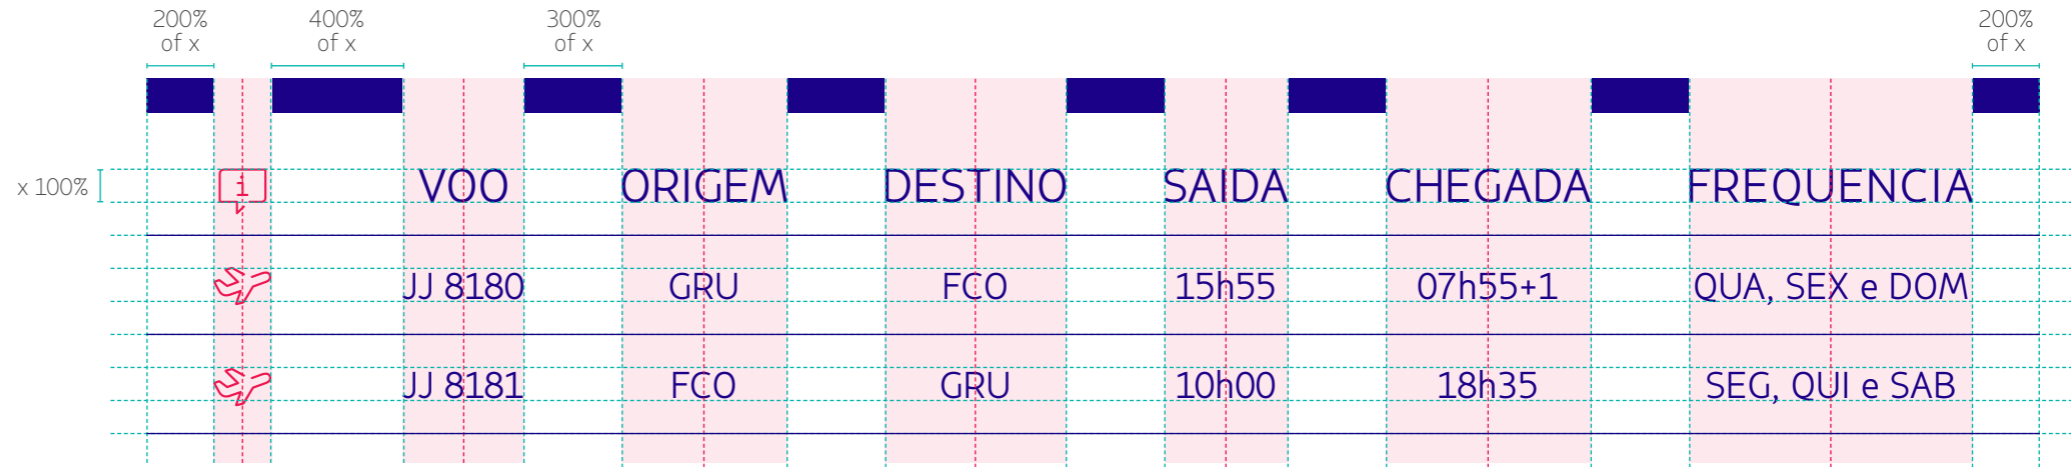 200% of x 400% of x 300% of x 200% of x
x 100% i VOO ORIGEM DESTINO SAIDA CHEGADA FREQUENCIA
JJ 8180 GRU FCO 15h55 07h55+1 QUA, SEX e DOM
JJ 8181 FCO GRU 10h00 18h35 SEG, QUI e SAB